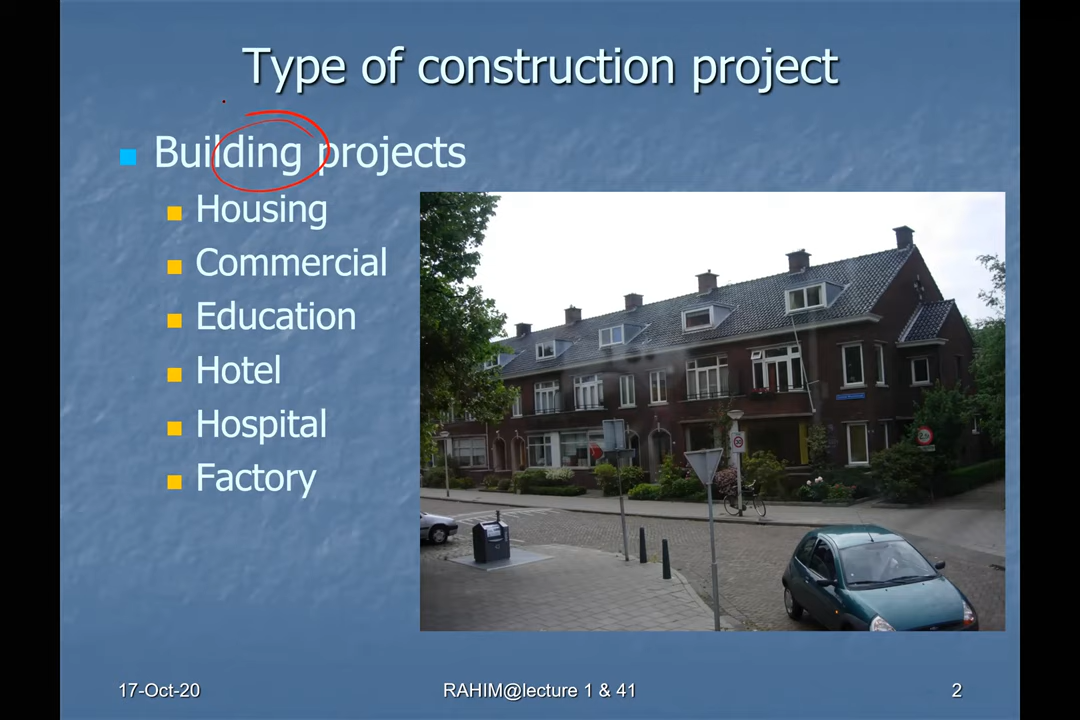 Type of construction project
Building projects
Housing
Commercial
Education
Hotel
Hospital
Factory
17-Oct-20
RAHIM@lecture 1 & 41
2